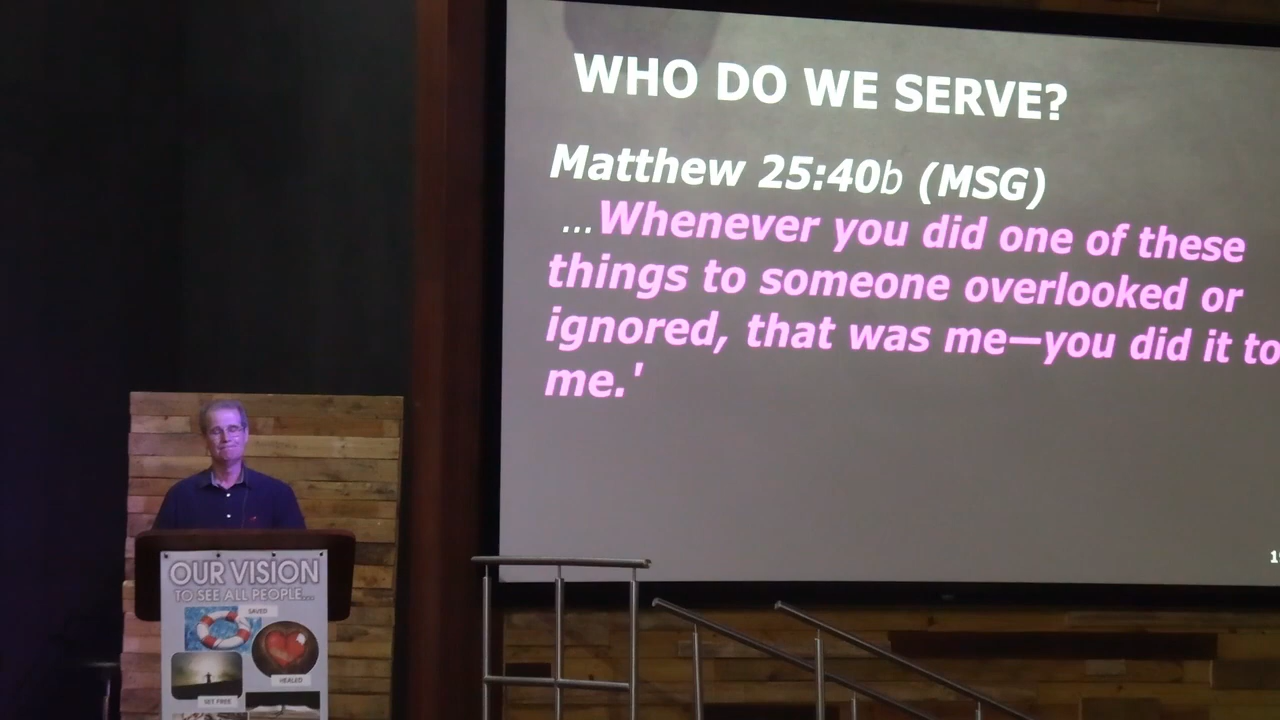 WHO DO WE SERVE?
Matthew 25:40b (MSG)
...Whenever you did one of these
things to someone overlooked or
ignored, that was me—you did it to
me.'
OUR VISION
TO SEE ALL PEOPLE...
SAVED
HEALED
SET FREE